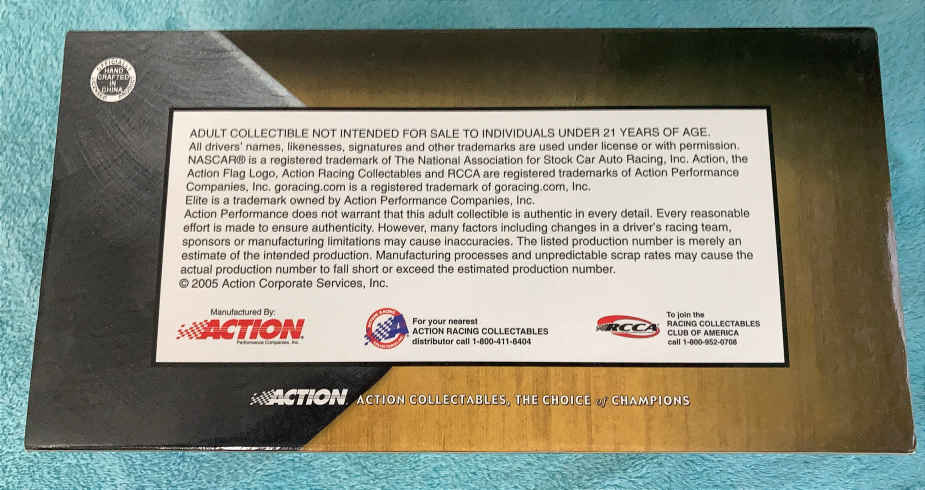 OFFICIALLY LICENSED PRODUCT
HAND
CRAFTED
IN
CHINA
ADULT COLLECTIBLE NOT INTENDED FOR SALE TO INDIVIDUALS UNDER 21 YEARS OF AGE.
All drivers' names, likenesses, signatures and other trademarks are used under license or with permission.
NASCAR® is a registered trademark of The National Association for Stock Car Auto Racing, Inc. Action, the
Action Flag Logo, Action Racing Collectables and RCCA are registered trademarks of Action Performance
Companies, Inc. goracing.com is a registered trademark of goracing.com, Inc.
Elite is a trademark owned by Action Performance Companies, Inc.
Action Performance does not warrant that this adult collectible is authentic in every detail. Every reasonable
effort is made to ensure authenticity. However, many factors including changes in a driver's racing team,
sponsors or manufacturing limitations may cause inaccuracies. The listed production number is merely an
estimate of the intended production. Manufacturing processes and unpredictable scrap rates may cause the
actual production number to fall short or exceed the estimated production number.
© 2005 Action Corporate Services, Inc.
Manufactured By:
ACTION
Performance Companies, Inc.
For your nearest
ACTION RACING COLLECTABLES
distributor call 1-800-411-6404
RCCA
To join the
RACING COLLECTABLES
CLUB OF AMERICA
call 1-800-952-0708
ACTION ACTION COLLECTABLES, THE CHOICE of CHAMPIONS